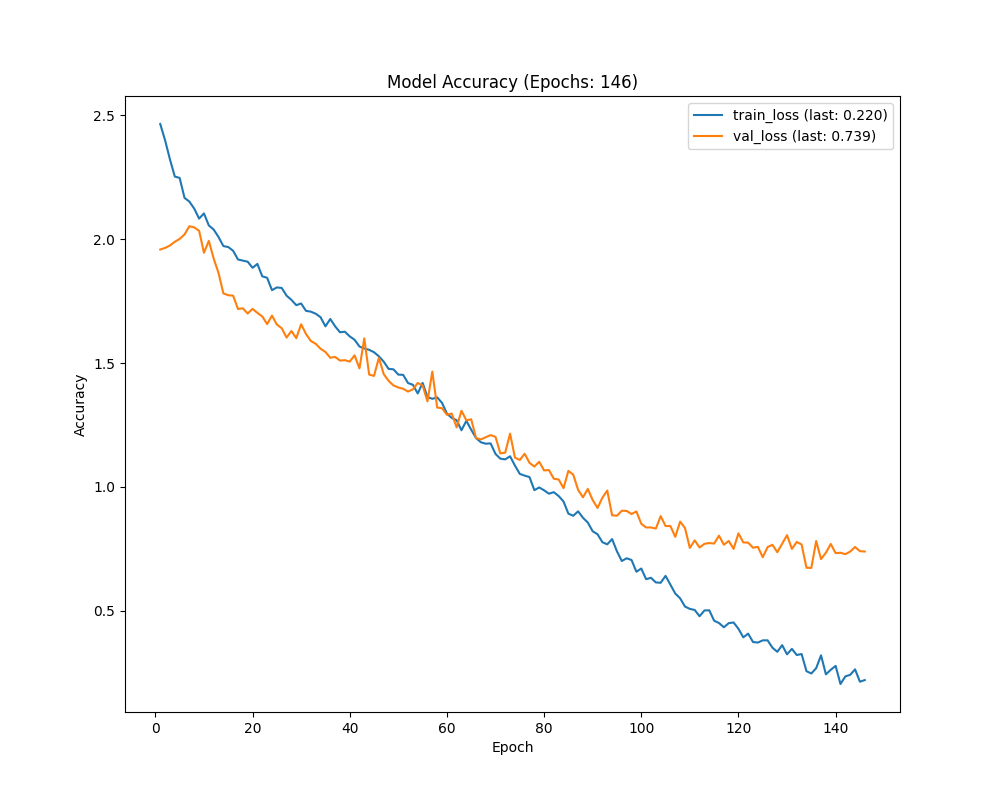 Model Accuracy (Epochs: 146)
train_loss (last: 0.220)
val_loss (last: 0.739)
2.5
2.0
1.5
1.0
0.5
Accuracy
0 20 40 60 80 100 120 140
Epoch